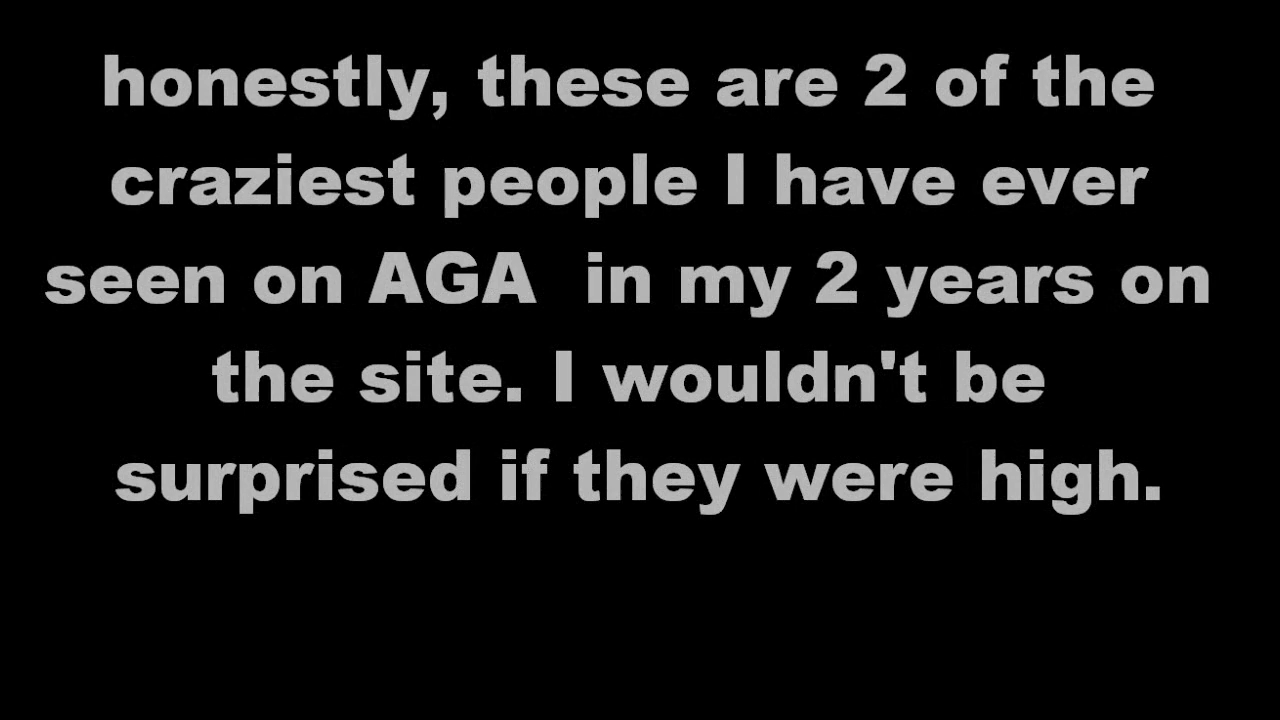 honestly, these are 2 of the
craziest people I have ever
seen on AGA  in my 2 years on
the site. I wouldn't be
surprised if they were high.